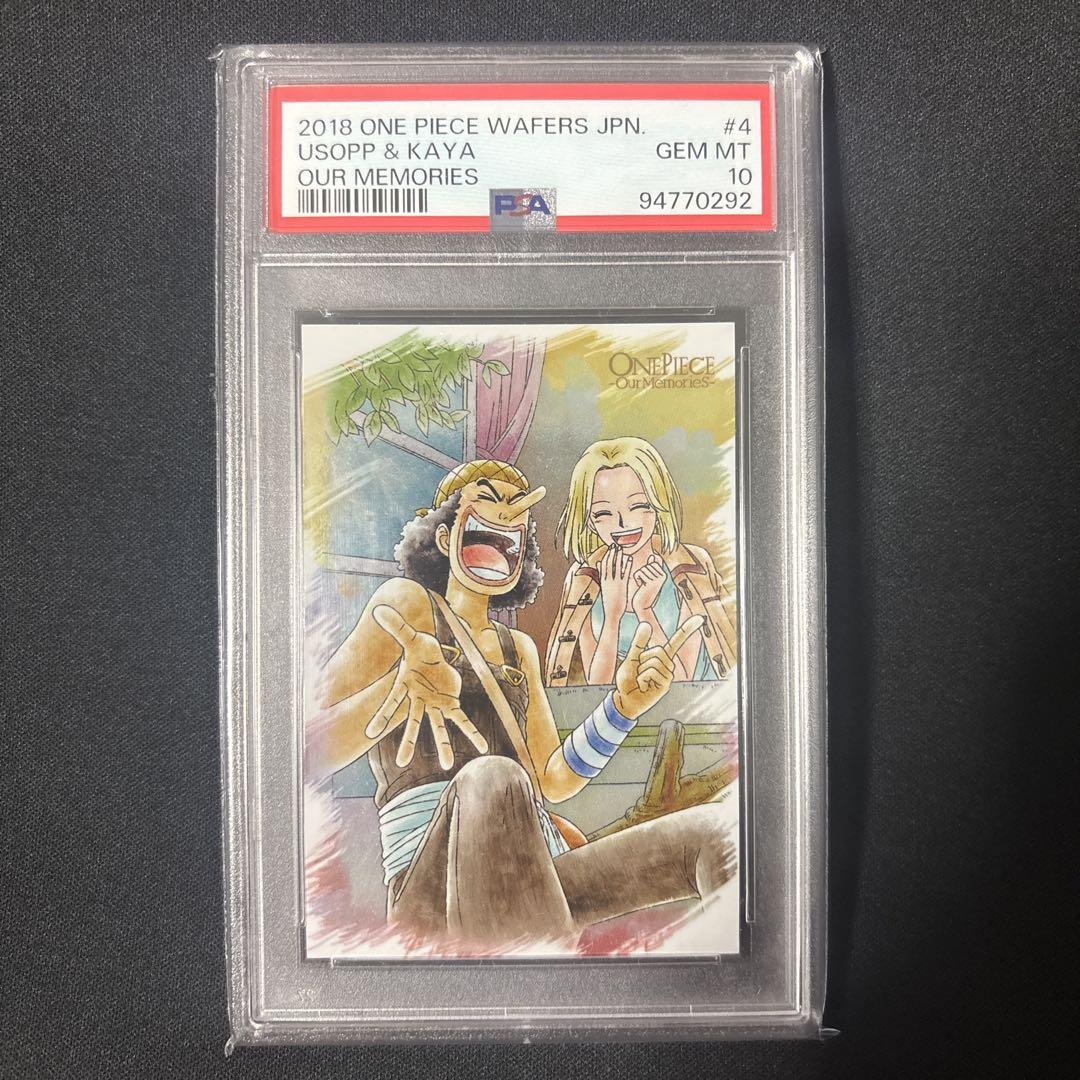 2018 ONE PIECE WAFERS JPN. #4
USOPP & KAYA GEM MT
OUR MEMORIES 10
PSA 94770292
ONE PIECE
-Our Memories-